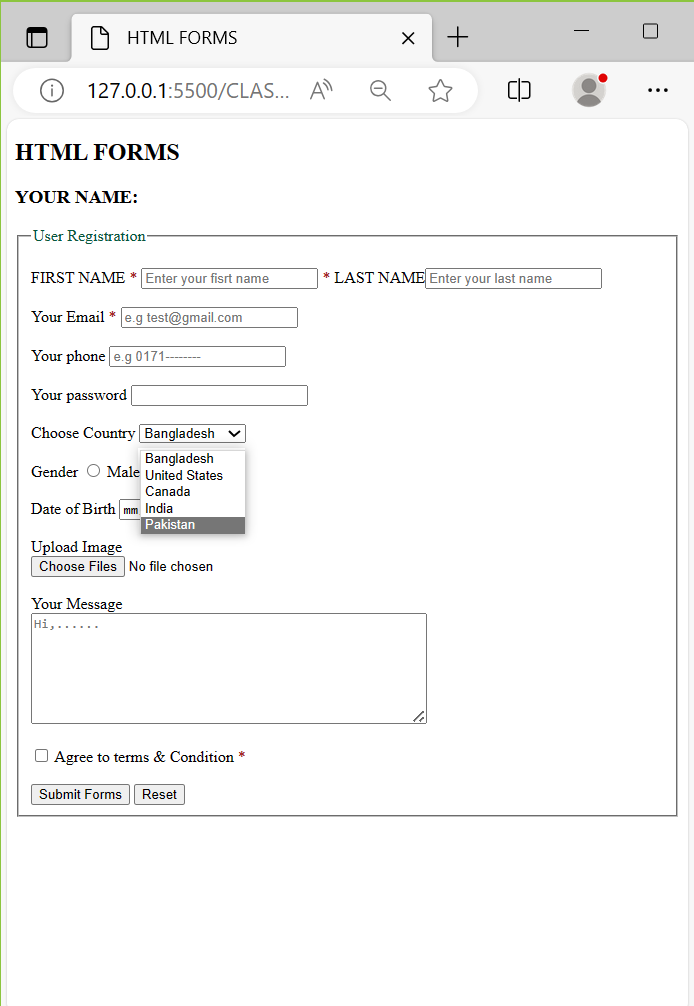 HTML FORMS
127.0.0.1:5500/CLAS...
HTML FORMS
YOUR NAME:
User Registration
FIRST NAME * Enter your fisrt name * LAST NAME Enter your last name
Your Email * e.g test@gmail.com
Your phone e.g 0171--------
Your password
Choose Country Bangladesh
Bangladesh
United States
Canada
India
Pakistan
Gender Male
Date of Birth mm
Upload Image
Choose Files No file chosen
Your Message
Hi,......
Agree to terms & Condition *
Submit Forms Reset